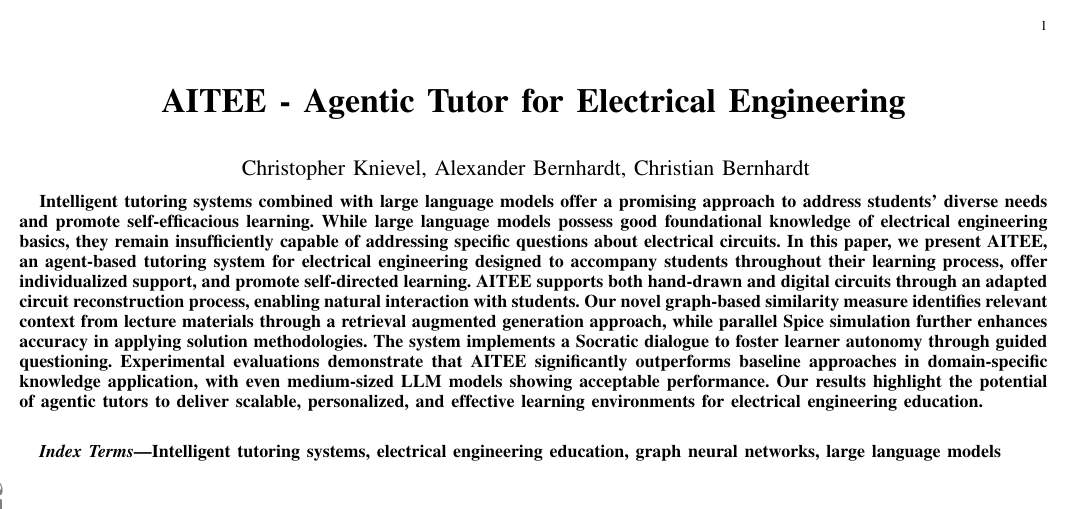 I
AITEE - Agentic Tutor for Electrical Engineering
Christopher Knievel, Alexander Bernhardt, Christian Bernhardt
Intelligent tutoring systems combined with large language models offer a promising approach to address students' diverse needs
and promote self-efficacious learning. While large language models possess good foundational knowledge of electrical engineering
basics, they remain insufficiently capable of addressing specific questions about electrical circuits. In this paper, we present AITEE,
an agent-based tutoring system for electrical engineering designed to accompany students throughout their learning process, offer
individualized support, and promote self-directed learning. AITEE supports both hand-drawn and digital circuits through an adapted
circuit reconstruction process, enabling natural interaction with students. Our novel graph-based similarity measure identifies relevant
context from lecture materials through a retrieval augmented generation approach, while parallel Spice simulation further enhances
accuracy in applying solution methodologies. The system implements a Socratic dialogue to foster learner autonomy through guided
questioning. Experimental evaluations demonstrate that AITEE significantly outperforms baseline approaches in domain-specific
knowledge application, with even medium-sized LLM models showing acceptable performance. Our results highlight the potential
of agentic tutors to deliver scalable, personalized, and effective learning environments for electrical engineering education.
Index Terms—Intelligent tutoring systems, electrical engineering education, graph neural networks, large language models